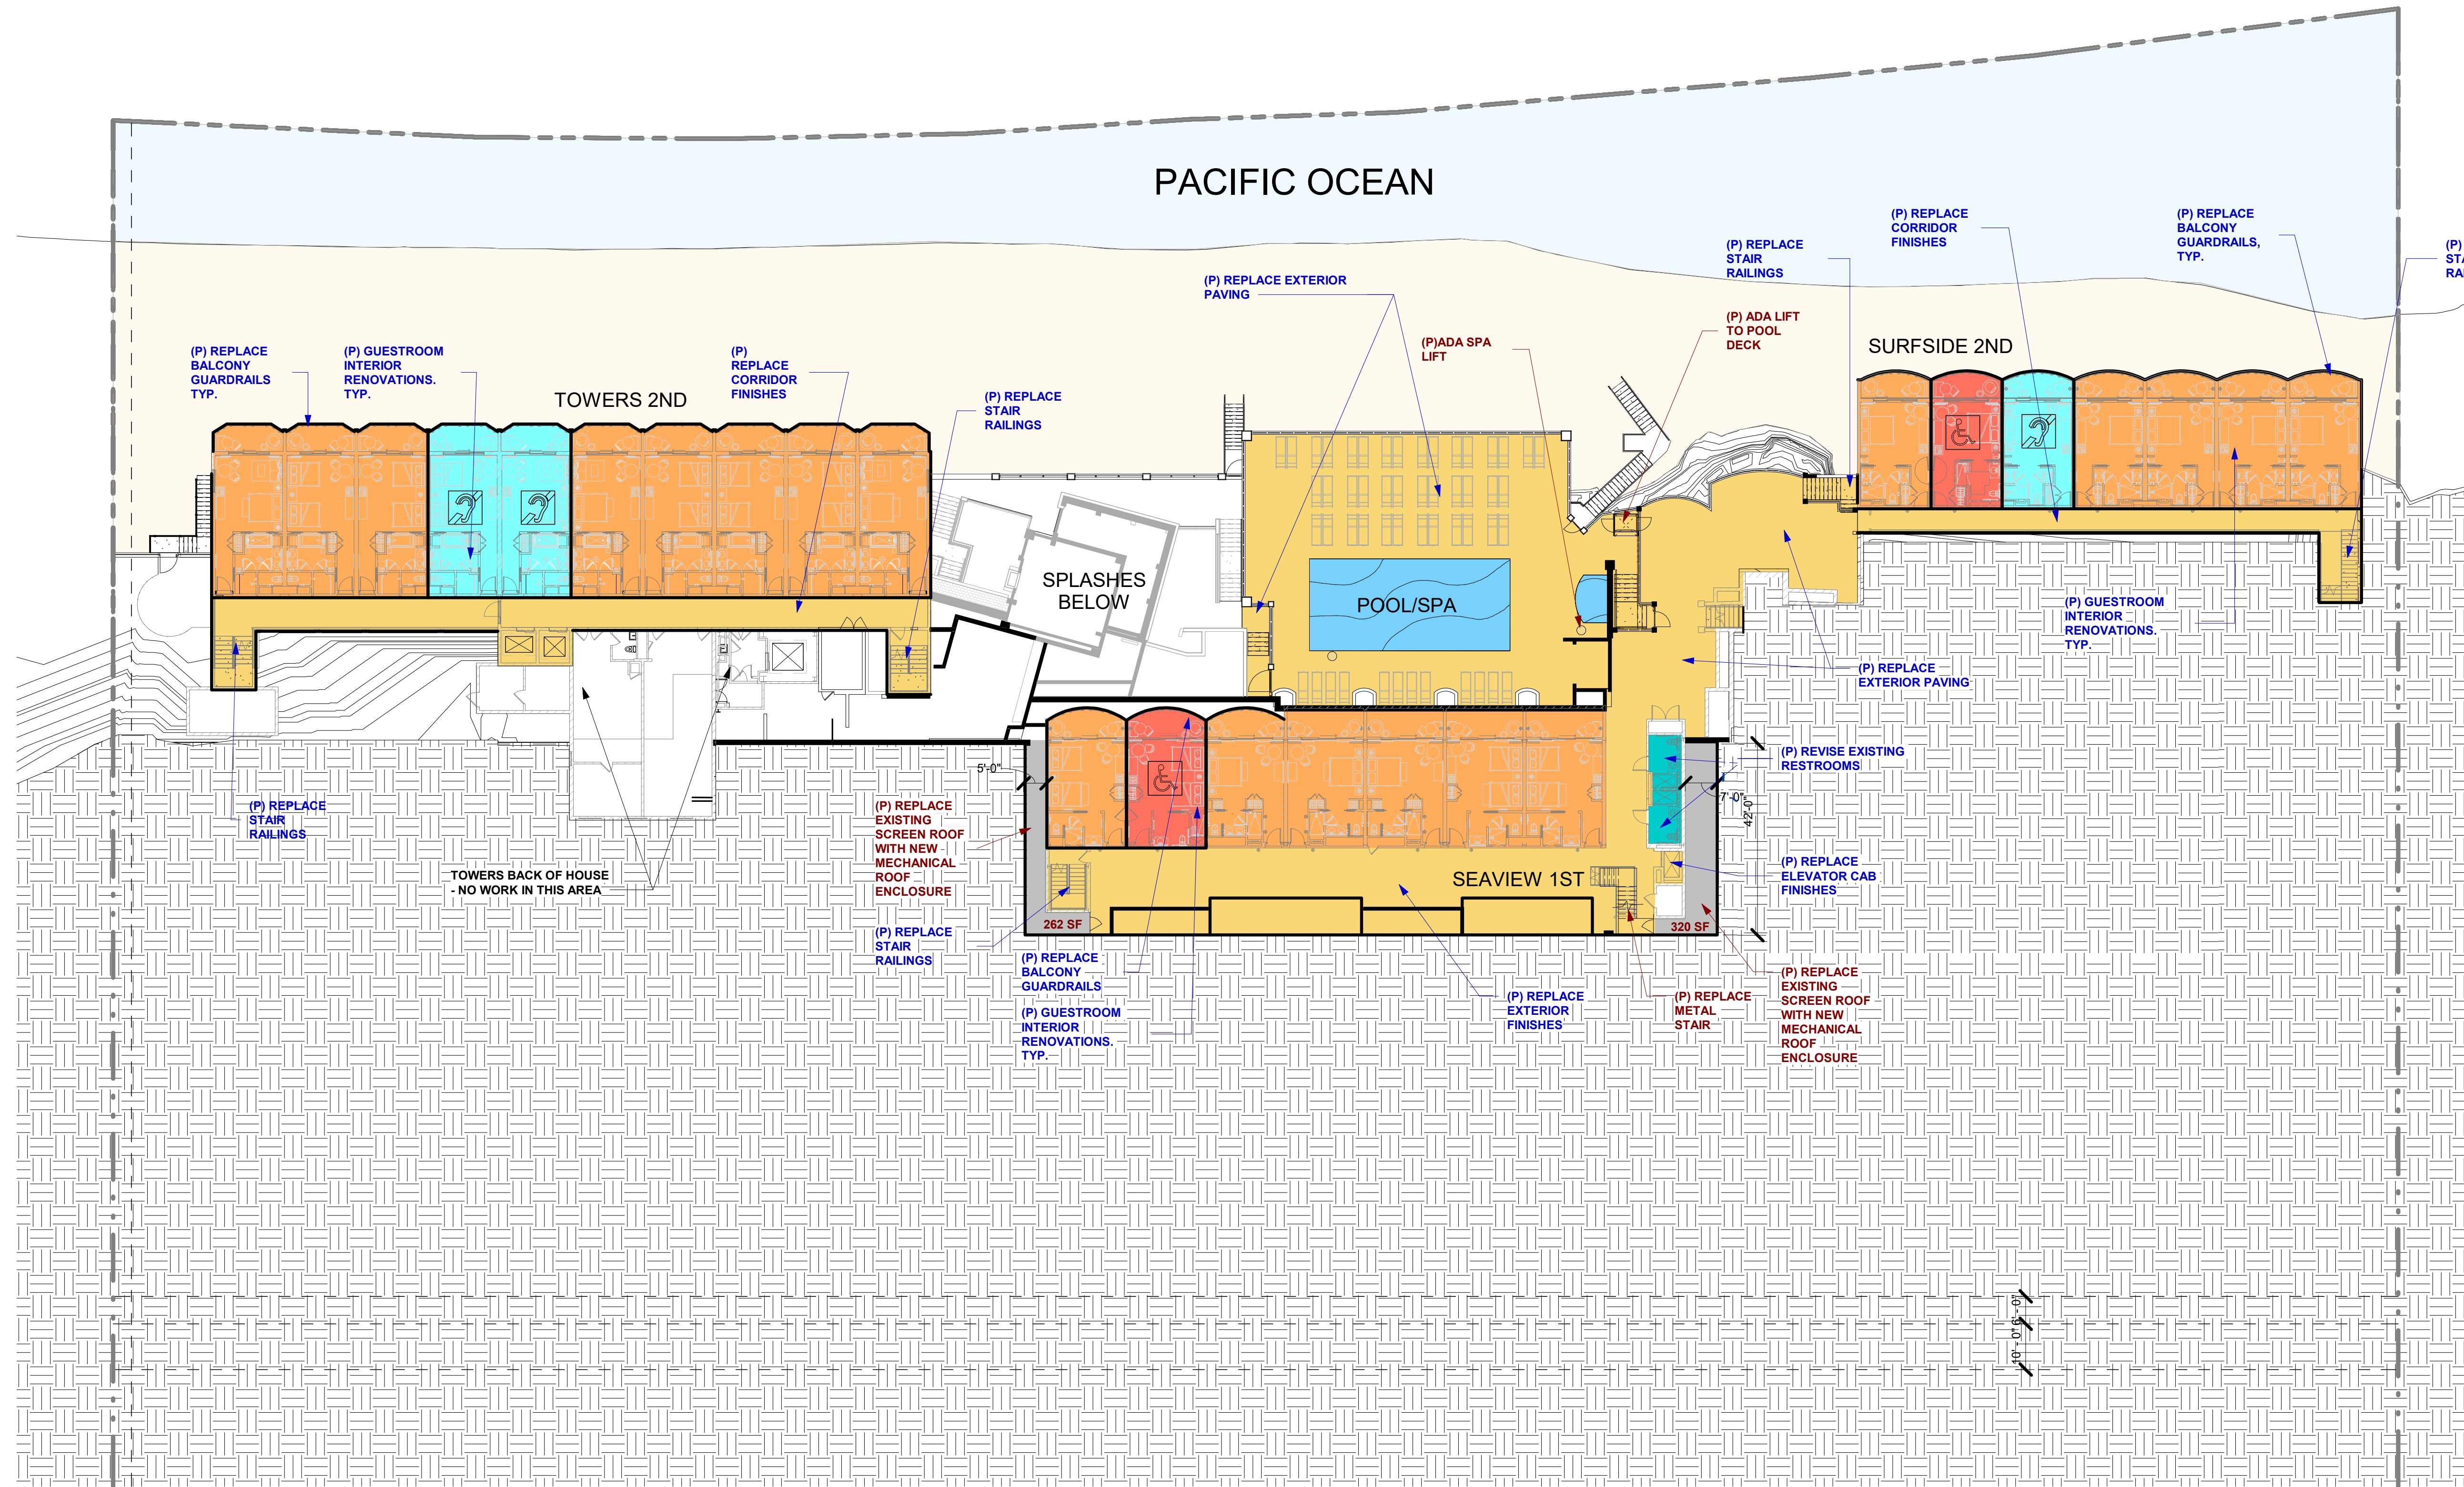 PACIFIC OCEAN
(P) REPLACE
CORRIDOR
FINISHES
(P) REPLACE
BALCONY
GUARDRAILS,
TYP.
(P) REPLACE
STAIR
RAILINGS
(P)
(P) REPLACE EXTERIOR
PAVING
(P) ADA LIFT
TO POOL
DECK
(P)ADA SPA
LIFT
SURFSIDE 2ND
(P) REPLACE
BALCONY
GUARDRAILS
TYP.
(P) GUESTROOM
INTERIOR
RENOVATIONS.
TYP.
(P)
REPLACE
CORRIDOR
FINISHES
TOWERS 2ND
(P) REPLACE
STAIR
RAILINGS
SPLASHES
BELOW
POOL/SPA
(P) GUESTROOM
INTERIOR
RENOVATIONS.
TYP.
(P) REPLACE
EXTERIOR PAVING
(P) REVISE EXISTING
RESTROOMS
5'-0"
7'-0"
42'-0"
(P) REPLACE
STAIR
RAILINGS
(P) REPLACE
EXISTING
SCREEN ROOF
WITH NEW
MECHANICAL
ROOF
ENCLOSURE
TOWERS BACK OF HOUSE
- NO WORK IN THIS AREA
SEAVIEW 1ST
(P) REPLACE
ELEVATOR CAB
FINISHES
262 SF
320 SF
(P) REPLACE
STAIR
RAILINGS
(P) REPLACE
BALCONY
GUARDRAILS
(P) GUESTROOM
INTERIOR
RENOVATIONS.
TYP.
(P) REPLACE
EXTERIOR
FINISHES
(P) REPLACE
METAL
STAIR
(P) REPLACE
EXISTING
SCREEN ROOF
WITH NEW
MECHANICAL
ROOF
ENCLOSURE
6' - 0"
10' - 0"